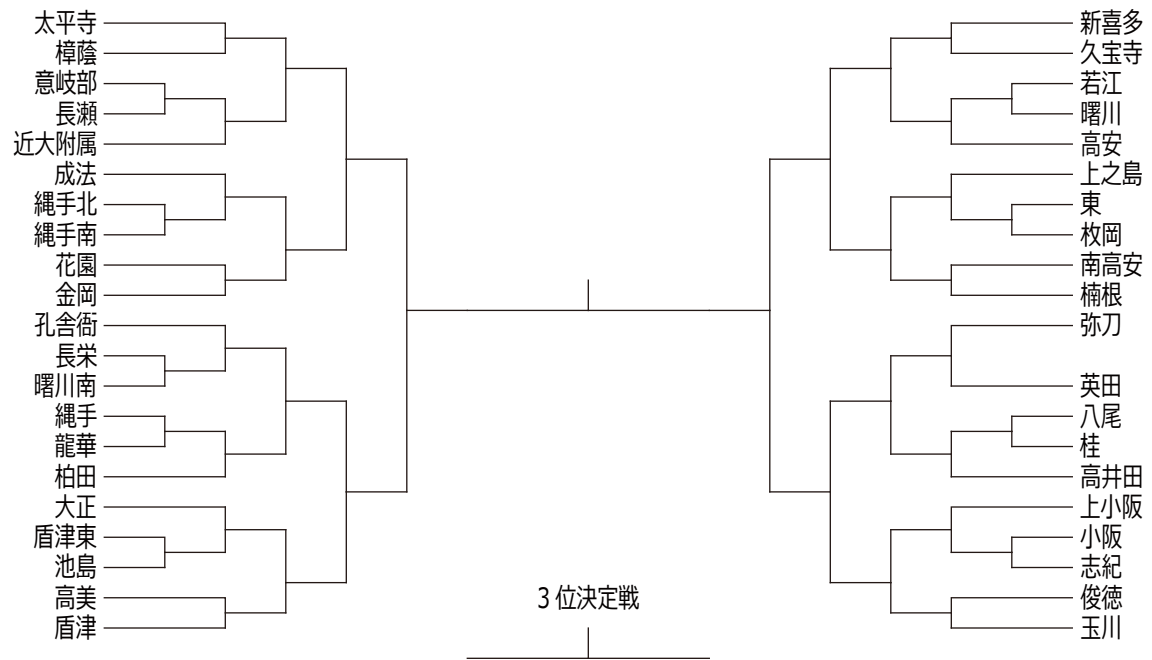 太平寺
樟蔭
意岐部
長瀬
近大附属
成法
縄手北
縄手南
花園
金岡
孔舎衙
長栄
曙川南
縄手
龍華
柏田
大正
盾津東
池島
高美
盾津
3位決定戦
新喜多
久宝寺
若江
曙川
高安
上之島
東
枚岡
南高安
楠根
弥刀
英田
八尾
桂
高井田
上小阪
小阪
志紀
俊徳
玉川